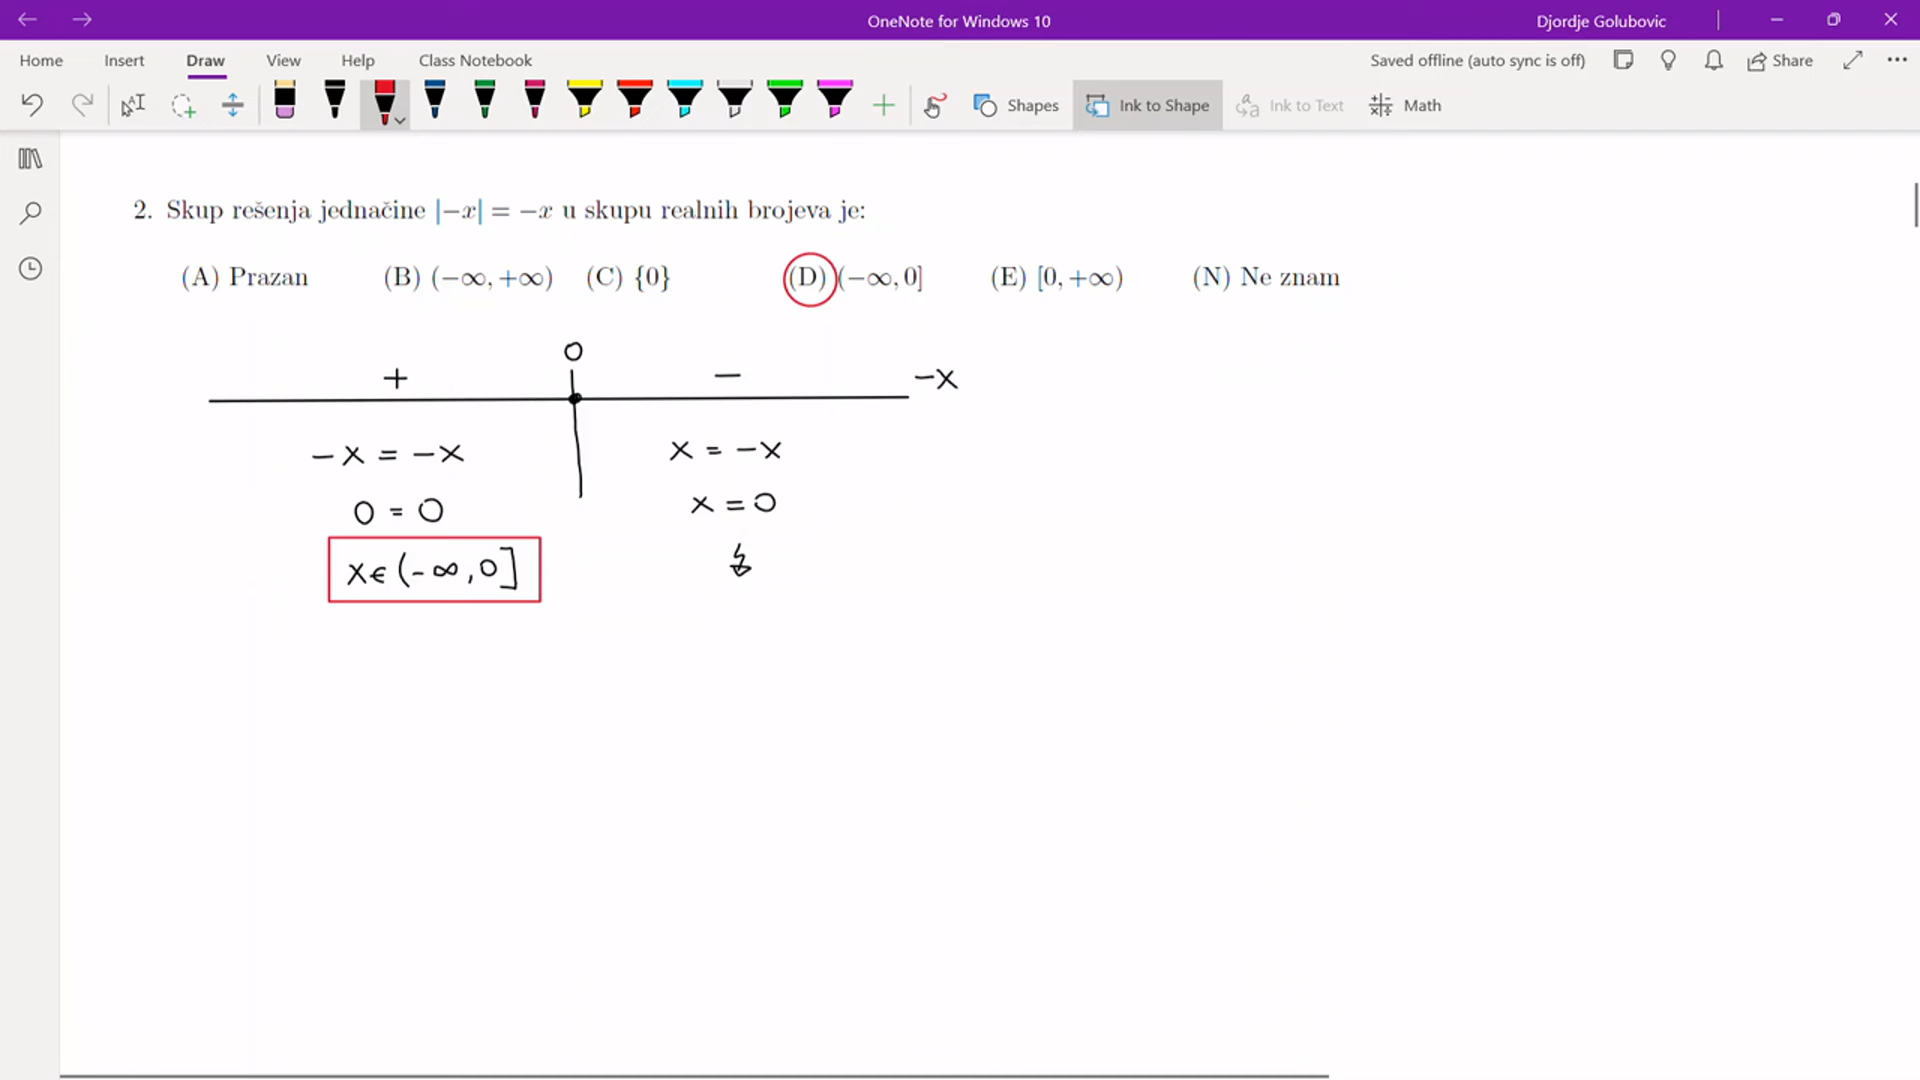 OneNote for Windows 10
Djordje Golubovic
Home Insert Draw View Help Class Notebook
Saved offline (auto sync is off) Share
Shapes Ink to Shape Ink to Text Math
2. Skup rešenja jednačine |−x| = −x u skupu realnih brojeva je:
(A) Prazan (B) (−∞, +∞) (C) {0} (D) (−∞, 0] (E) [0, +∞) (N) Ne znam
0
+ − −x
−x = −x x = −x
0 = 0 x = 0
x∈(−∞,0]